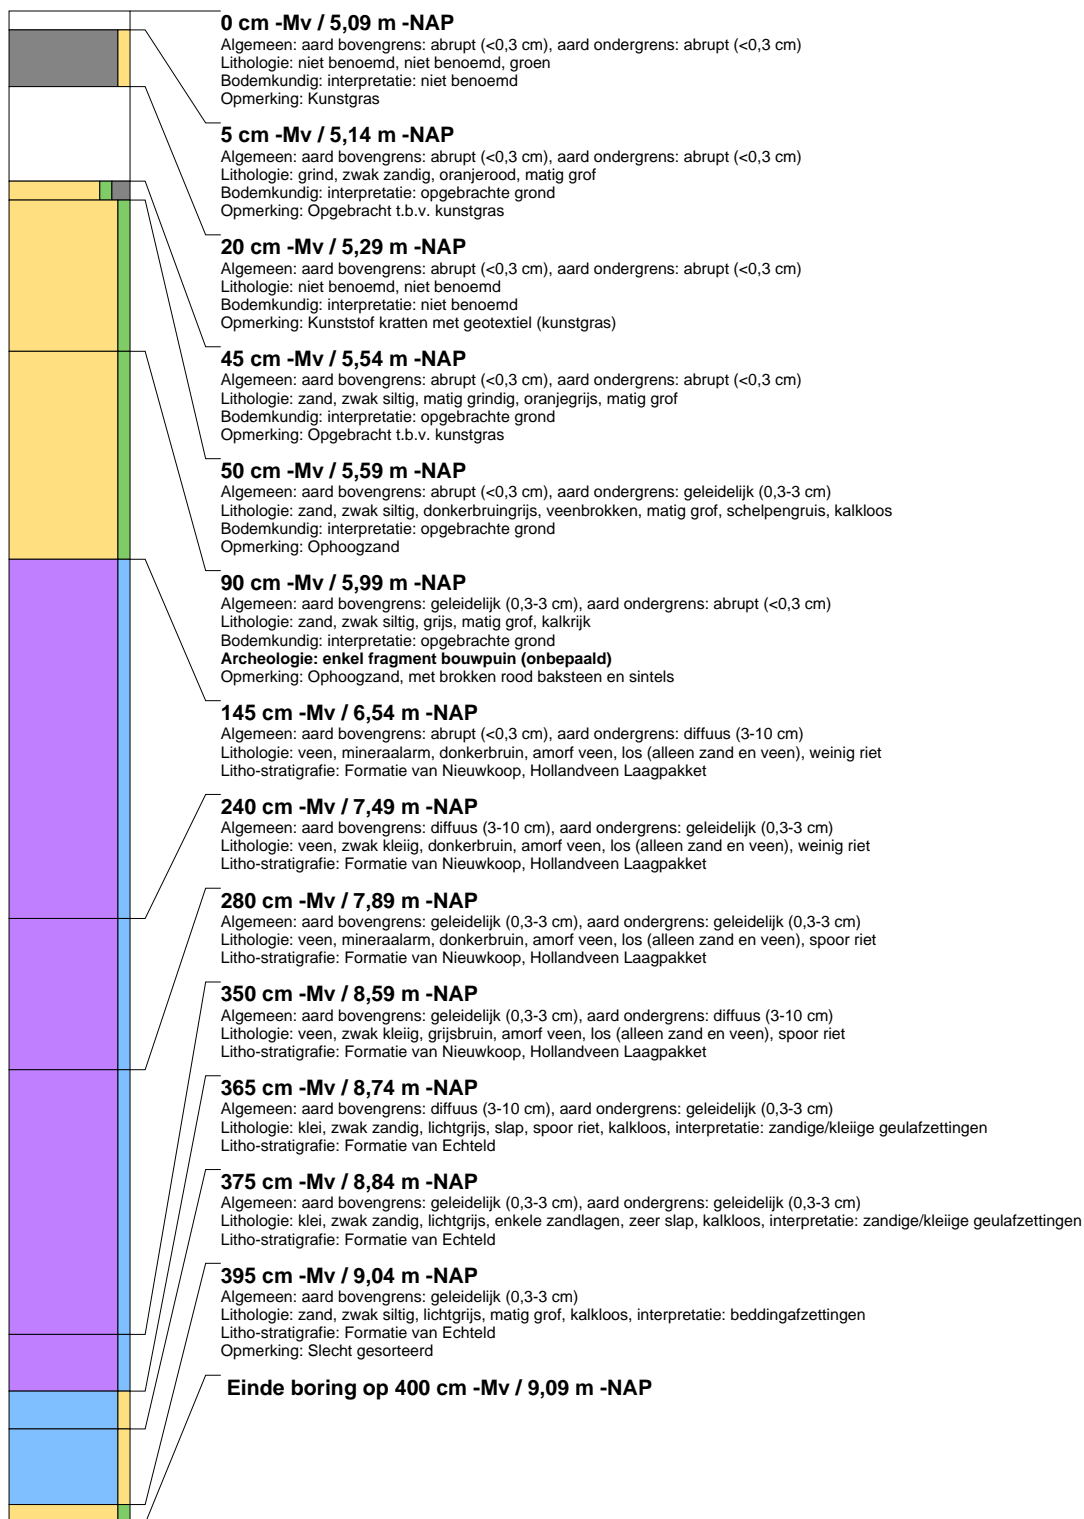 0 cm -Mv / 5,09 m -NAP
Algemeen: aard bovengrens: abrupt (<0,3 cm), aard ondergrens: abrupt (<0,3 cm)
Lithologie: niet benoemd, niet benoemd, groen
Bodemkundig: interpretatie: niet benoemd
Opmerking: Kunstgras
5 cm -Mv / 5,14 m -NAP
Algemeen: aard bovengrens: abrupt (<0,3 cm), aard ondergrens: abrupt (<0,3 cm)
Lithologie: grind, zwak zandig, oranjerood, matig grof
Bodemkundig: interpretatie: opgebrachte grond
Opmerking: Opgebracht t.b.v. kunstgras
20 cm -Mv / 5,29 m -NAP
Algemeen: aard bovengrens: abrupt (<0,3 cm), aard ondergrens: abrupt (<0,3 cm)
Lithologie: niet benoemd, niet benoemd
Bodemkundig: interpretatie: niet benoemd
Opmerking: Kunststof kratten met geotextiel (kunstgras)
45 cm -Mv / 5,54 m -NAP
Algemeen: aard bovengrens: abrupt (<0,3 cm), aard ondergrens: abrupt (<0,3 cm)
Lithologie: zand, zwak siltig, matig grindig, oranjegrijs, matig grof
Bodemkundig: interpretatie: opgebrachte grond
Opmerking: Opgebracht t.b.v. kunstgras
50 cm -Mv / 5,59 m -NAP
Algemeen: aard bovengrens: abrupt (<0,3 cm), aard ondergrens: geleidelijk (0,3-3 cm)
Lithologie: zand, zwak siltig, donkerbruingrijs, veenbrokken, matig grof, schelpengruis, kalkloos
Bodemkundig: interpretatie: opgebrachte grond
Opmerking: Ophoogzand
90 cm -Mv / 5,99 m -NAP
Algemeen: aard bovengrens: geleidelijk (0,3-3 cm), aard ondergrens: abrupt (<0,3 cm)
Lithologie: zand, zwak siltig, grijs, matig grof, kalkrijk
Bodemkundig: interpretatie: opgebrachte grond
Archeologie: enkel fragment bouwpuin (onbepaald)
Opmerking: Ophoogzand, met brokken rood baksteen en sintels
145 cm -Mv / 6,54 m -NAP
Algemeen: aard bovengrens: abrupt (<0,3 cm), aard ondergrens: diffuus (3-10 cm)
Lithologie: veen, mineraalarm, donkerbruin, amorf veen, los (alleen zand en veen), weinig riet
Litho-stratigrafie: Formatie van Nieuwkoop, Hollandveen Laagpakket
240 cm -Mv / 7,49 m -NAP
Algemeen: aard bovengrens: diffuus (3-10 cm), aard ondergrens: geleidelijk (0,3-3 cm)
Lithologie: veen, zwak kleiig, donkerbruin, amorf veen, los (alleen zand en veen), weinig riet
Litho-stratigrafie: Formatie van Nieuwkoop, Hollandveen Laagpakket
280 cm -Mv / 7,89 m -NAP
Algemeen: aard bovengrens: geleidelijk (0,3-3 cm), aard ondergrens: geleidelijk (0,3-3 cm)
Lithologie: veen, mineraalarm, donkerbruin, amorf veen, los (alleen zand en veen), spoor riet
Litho-stratigrafie: Formatie van Nieuwkoop, Hollandveen Laagpakket
350 cm -Mv / 8,59 m -NAP
Algemeen: aard bovengrens: geleidelijk (0,3-3 cm), aard ondergrens: diffuus (3-10 cm)
Lithologie: veen, zwak kleiig, grijsbruin, amorf veen, los (alleen zand en veen), spoor riet
Litho-stratigrafie: Formatie van Nieuwkoop, Hollandveen Laagpakket
365 cm -Mv / 8,74 m -NAP
Algemeen: aard bovengrens: diffuus (3-10 cm), aard ondergrens: geleidelijk (0,3-3 cm)
Lithologie: klei, zwak zandig, lichtgrijs, slap, spoor riet, kalkloos, interpretatie: zandige/kleiige geulafzettingen
Litho-stratigrafie: Formatie van Echteld
375 cm -Mv / 8,84 m -NAP
Algemeen: aard bovengrens: geleidelijk (0,3-3 cm), aard ondergrens: geleidelijk (0,3-3 cm)
Lithologie: klei, zwak zandig, lichtgrijs, enkele zandlagen, zeer slap, kalkloos, interpretatie: zandige/kleiige geulafzettingen
Litho-stratigrafie: Formatie van Echteld
395 cm -Mv / 9,04 m -NAP
Algemeen: aard bovengrens: geleidelijk (0,3-3 cm)
Lithologie: zand, zwak siltig, lichtgrijs, matig grof, kalkloos, interpretatie: beddingafzettingen
Litho-stratigrafie: Formatie van Echteld
Opmerking: Slecht gesorteerd
Einde boring op 400 cm -Mv / 9,09 m -NAP